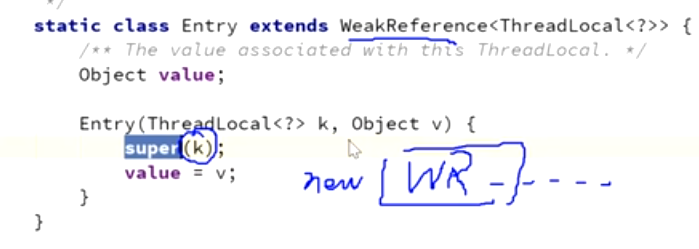 */
static class Entry extends WeakReference<ThreadLocal<?>> {
/** The value associated with this ThreadLocal. */
Object value;
Entry(ThreadLocal<?> k, Object v) {
super(k);
value = v;
new WR
}
}